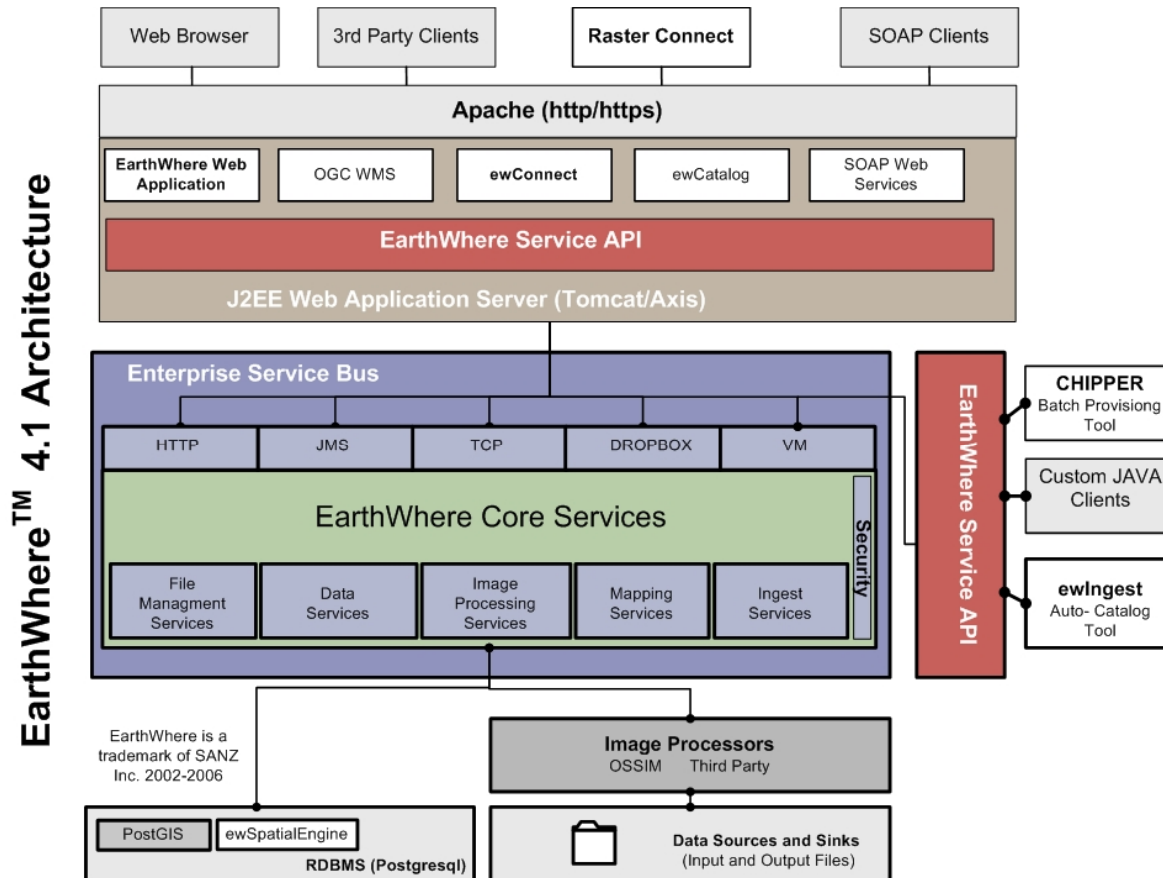 Web Browser
3rd Party Clients
Raster Connect
SOAP Clients
Apache (http/https)
EarthWhere Web
Application
OGC WMS
ewConnect
ewCatalog
SOAP Web
Services
EarthWhere Service API
J2EE Web Application Server (Tomcat/Axis)
EarthWhere™ 4.1 Architecture
Enterprise Service Bus
HTTP
JMS
TCP
DROPBOX
VM
EarthWhere Core Services
Security
File
Managment
Services
Data
Services
Image
Processing
Services
Mapping
Services
Ingest
Services
EarthWhere Service API
CHIPPER
Batch Provisiong
Tool
Custom JAVA
Clients
ewIngest
Auto- Catalog
Tool
EarthWhere is a
trademark of SANZ
Inc. 2002-2006
Image Processors
OSSIM Third Party
PostGIS
ewSpatialEngine
RDBMS (Postgresql)
Data Sources and Sinks
(Input and Output Files)